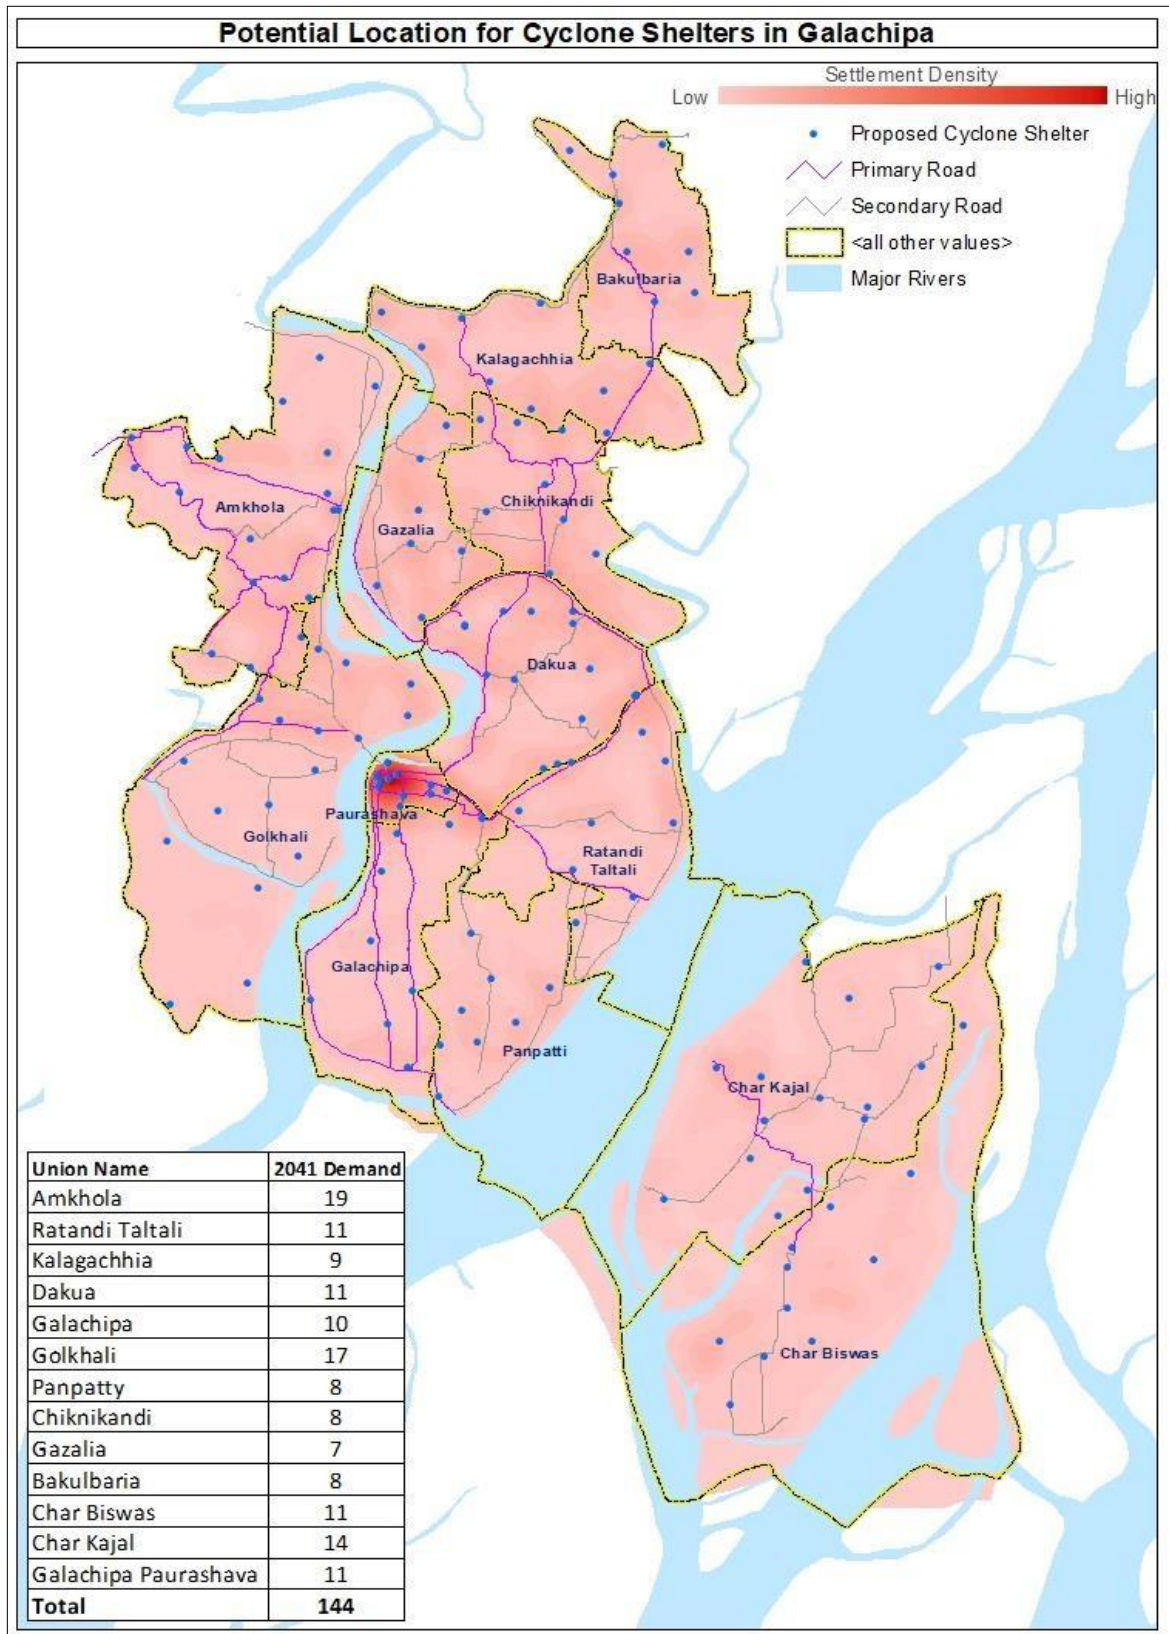 Potential Location for Cyclone Shelters in Galachipa
Settlement Density
Low High
Proposed Cyclone Shelter
Primary Road
Secondary Road
<all other values>
Major Rivers
Bakulbaria
Kalagachhia
Amkhola
Chiknikandi
Gazalia
Dakua
Paurashava
Golkhali
Ratandi
Taltali
Galachipa
Panpatti
Char Kajal
Char Biswas
Union Name 2041 Demand
Amkhola 19
Ratandi Taltali 11
Kalagachhia 9
Dakua 11
Galachipa 10
Golkhali 17
Panpatty 8
Chiknikandi 8
Gazalia 7
Bakulbaria 8
Char Biswas 11
Char Kajal 14
Galachipa Paurashava 11
Total 144